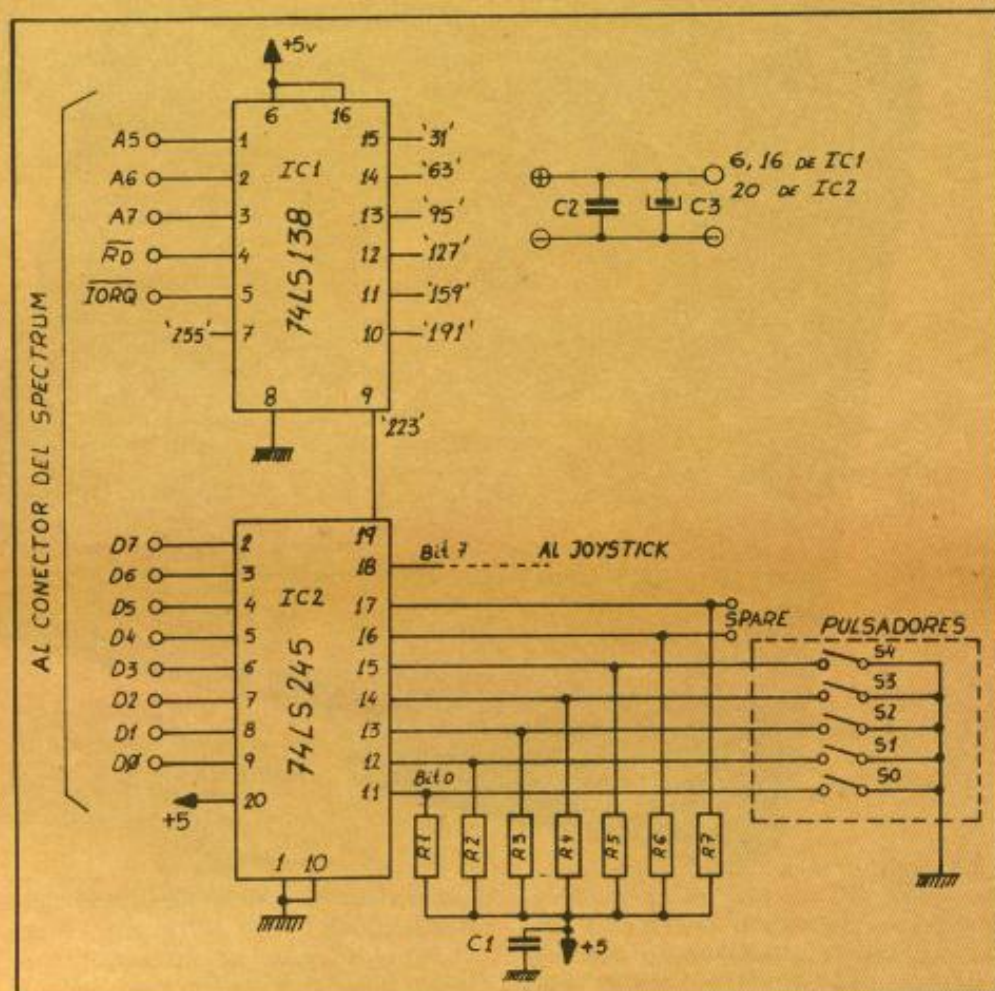 AL CONECTOR DEL SPECTRUM
+5v
6 16
A5 1 15 '31'
A6 2 IC1 14 '63'
A7 3 13 '95'
R̅D̅ 4 12 '127'
I̅O̅R̅Q̅ 5 11 '159'
'255' 7 10 '191'
74LS138
8 9
'223'
⊕ C2 C3 6, 16 DE IC1
20 DE IC2
⊖ ⊖
19
D7 2 18 Bit 7 AL JOYSTICK
D6 3
D5 4 IC2 17
D4 5 16 SPARE
D3 6 15
D2 7 14
D1 8 13
DØ 9 12
20 11 Bit 0
+5
74LS245
1 10
PULSADORES
S4
S3
S2
S1
S0
R1 R2 R3 R4 R5 R6 R7
C1 +5